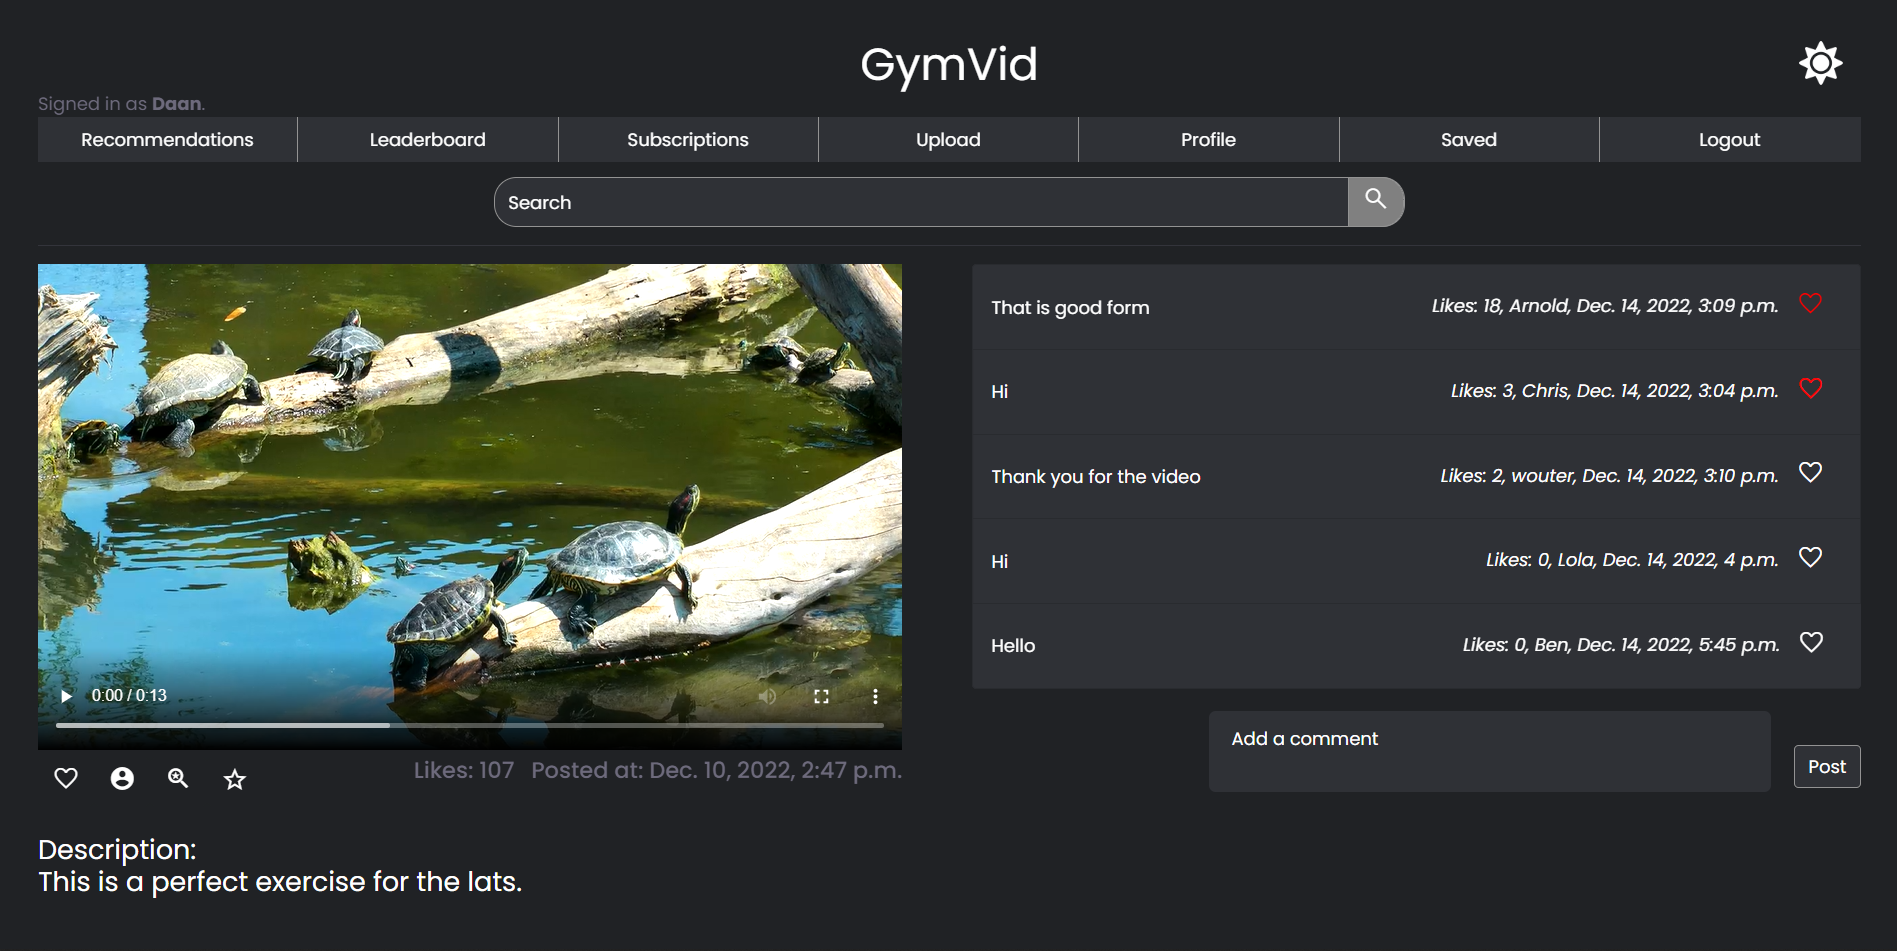 GymVid
Signed in as Daan.
Recommendations
Leaderboard
Subscriptions
Upload
Profile
Saved
Logout
Search
That is good form
Likes: 18, Arnold, Dec. 14, 2022, 3:09 p.m.
Hi
Likes: 3, Chris, Dec. 14, 2022, 3:04 p.m.
Thank you for the video
Likes: 2, wouter, Dec. 14, 2022, 3:10 p.m.
Hi
Likes: 0, Lola, Dec. 14, 2022, 4 p.m.
Hello
Likes: 0, Ben, Dec. 14, 2022, 5:45 p.m.
0:00 / 0:13
Likes: 107 Posted at: Dec. 10, 2022, 2:47 p.m.
Add a comment
Post
Description:
This is a perfect exercise for the lats.